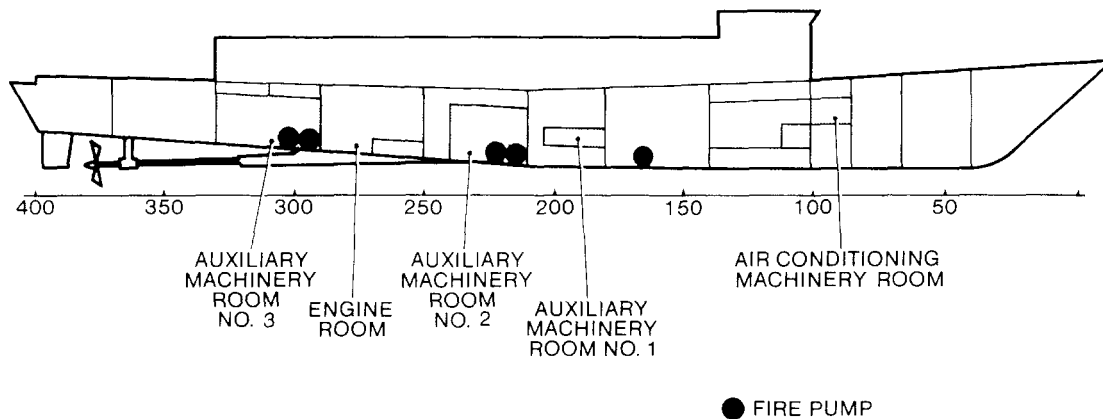 400 350 300 250 200 150 100 50
AUXILIARY
MACHINERY
ROOM
NO. 3
ENGINE
ROOM
AUXILIARY
MACHINERY
ROOM
NO. 2
AUXILIARY
MACHINERY
ROOM NO. 1
AIR CONDITIONING
MACHINERY ROOM
FIRE PUMP